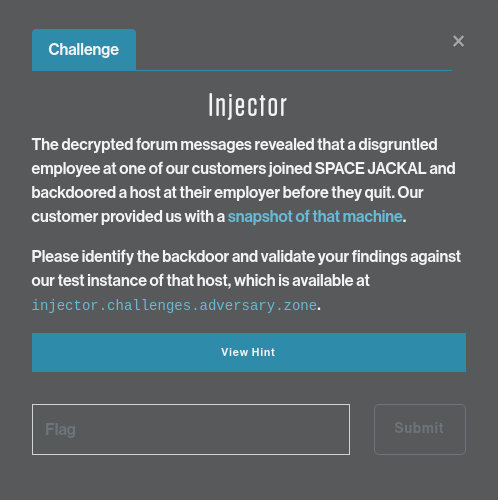 Challenge
×
Injector
The decrypted forum messages revealed that a disgruntled
employee at one of our customers joined SPACE JACKAL and
backdoored a host at their employer before they quit. Our
customer provided us with a snapshot of that machine.
Please identify the backdoor and validate your findings against
our test instance of that host, which is available at
injector.challenges.adversary.zone.
View Hint
Flag
Submit